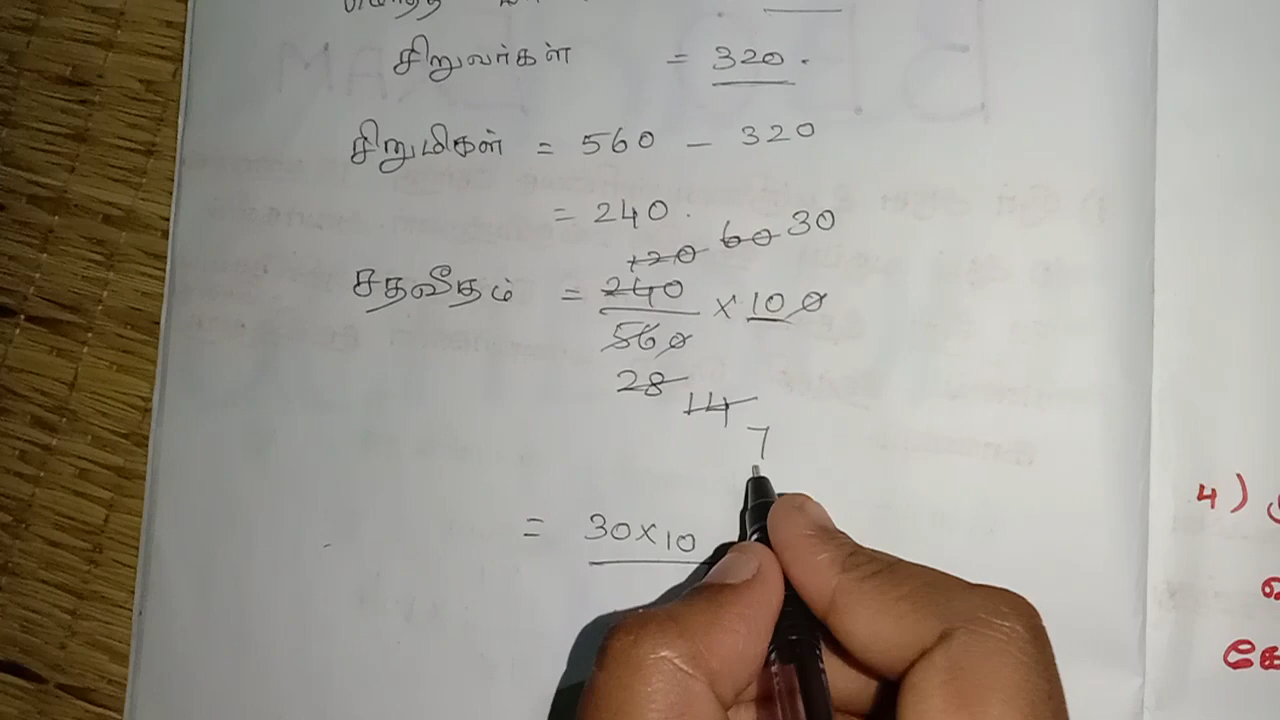 சிறுவர்கள் = 320.
சிறுமிகள் = 560 - 320
= 240.
120 60 30
சதவீதம் = 240 × 100
560
28 14 7
= 30×10
4)